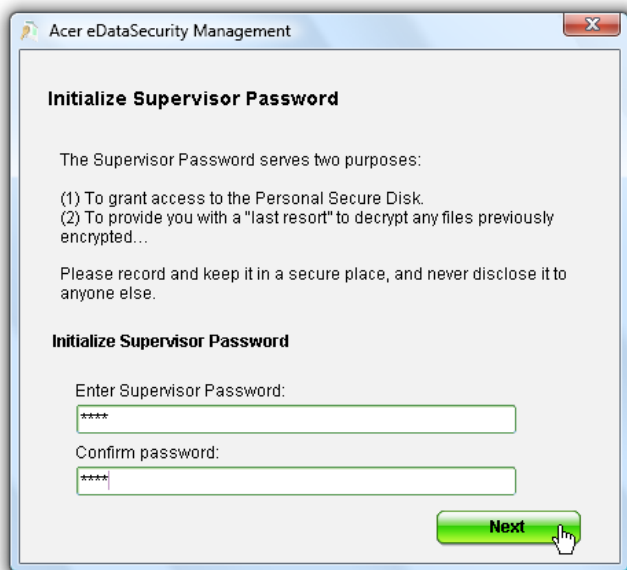 Acer eDataSecurity Management
Initialize Supervisor Password
The Supervisor Password serves two purposes:
(1) To grant access to the Personal Secure Disk.
(2) To provide you with a "last resort" to decrypt any files previously
encrypted...
Please record and keep it in a secure place, and never disclose it to
anyone else.
Initialize Supervisor Password
Enter Supervisor Password:
****
Confirm password:
****
Next